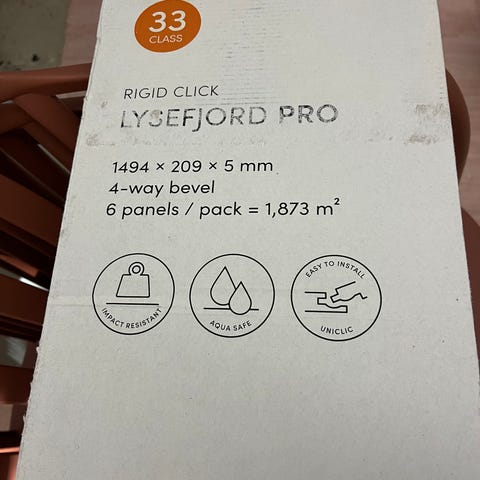 33
CLASS
RIGID CLICK
LYSEFJORD PRO
1494 × 209 × 5 mm
4-way bevel
6 panels / pack = 1,873 m²
IMPACT RESISTANT
AQUA SAFE
EASY TO INSTALL
UNICLIC